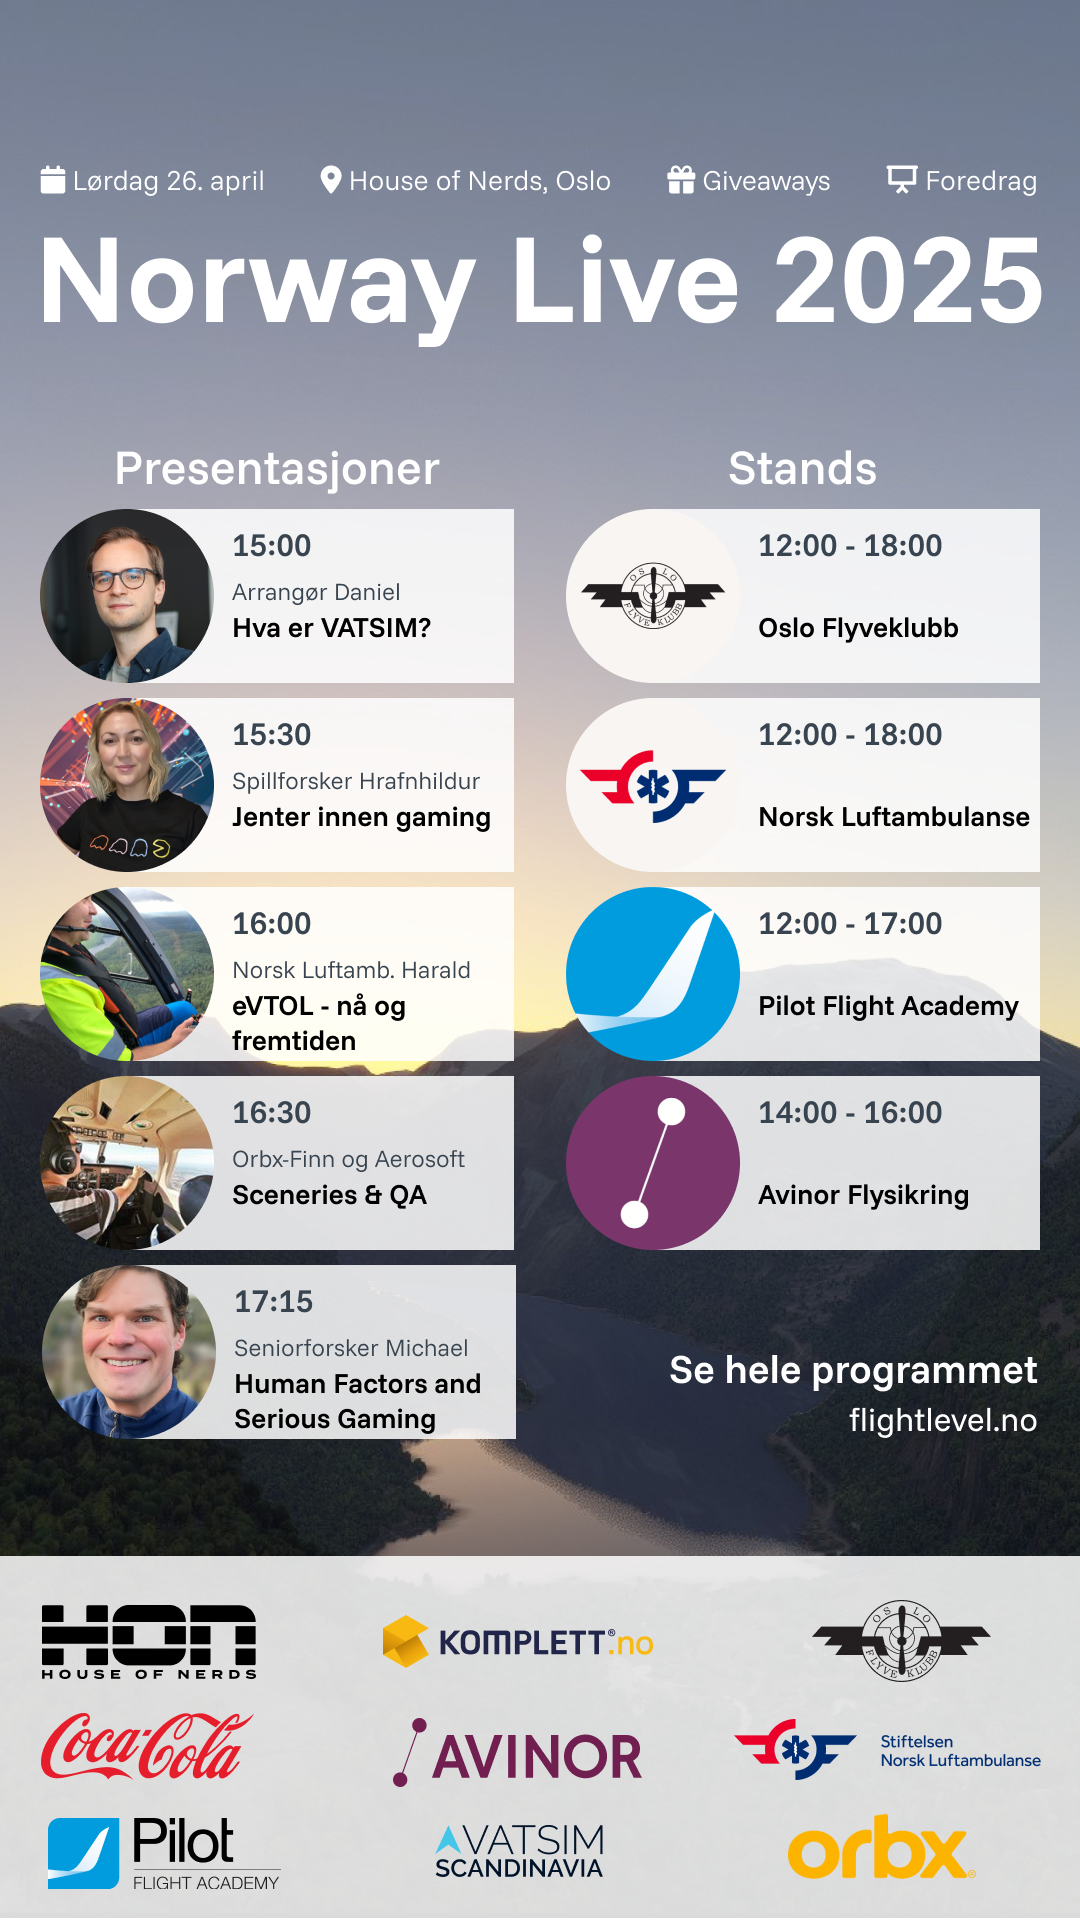 Lørdag 26. april
House of Nerds, Oslo
Giveaways
Foredrag
Norway Live 2025
Presentasjoner
15:00
Arrangør Daniel
Hva er VATSIM?
15:30
Spillforsker Hrafnhildur
Jenter innen gaming
16:00
Norsk Luftamb. Harald
eVTOL - nå og
fremtiden
16:30
Orbx-Finn og Aerosoft
Sceneries & QA
17:15
Seniorforsker Michael
Human Factors and
Serious Gaming
Stands
OSLO
FLYVEKLUBB
12:00 - 18:00
Oslo Flyveklubb
12:00 - 18:00
Norsk Luftambulanse
12:00 - 17:00
Pilot Flight Academy
14:00 - 16:00
Avinor Flysikring
Se hele programmet
flightlevel.no
HON
HOUSE OF NERDS
KOMPLETT®.no
OSLO
FLYVEKLUBB
Coca-Cola
AVINOR
Stiftelsen
Norsk Luftambulanse
Pilot
FLIGHT ACADEMY
VATSIM
SCANDINAVIA
orbx®